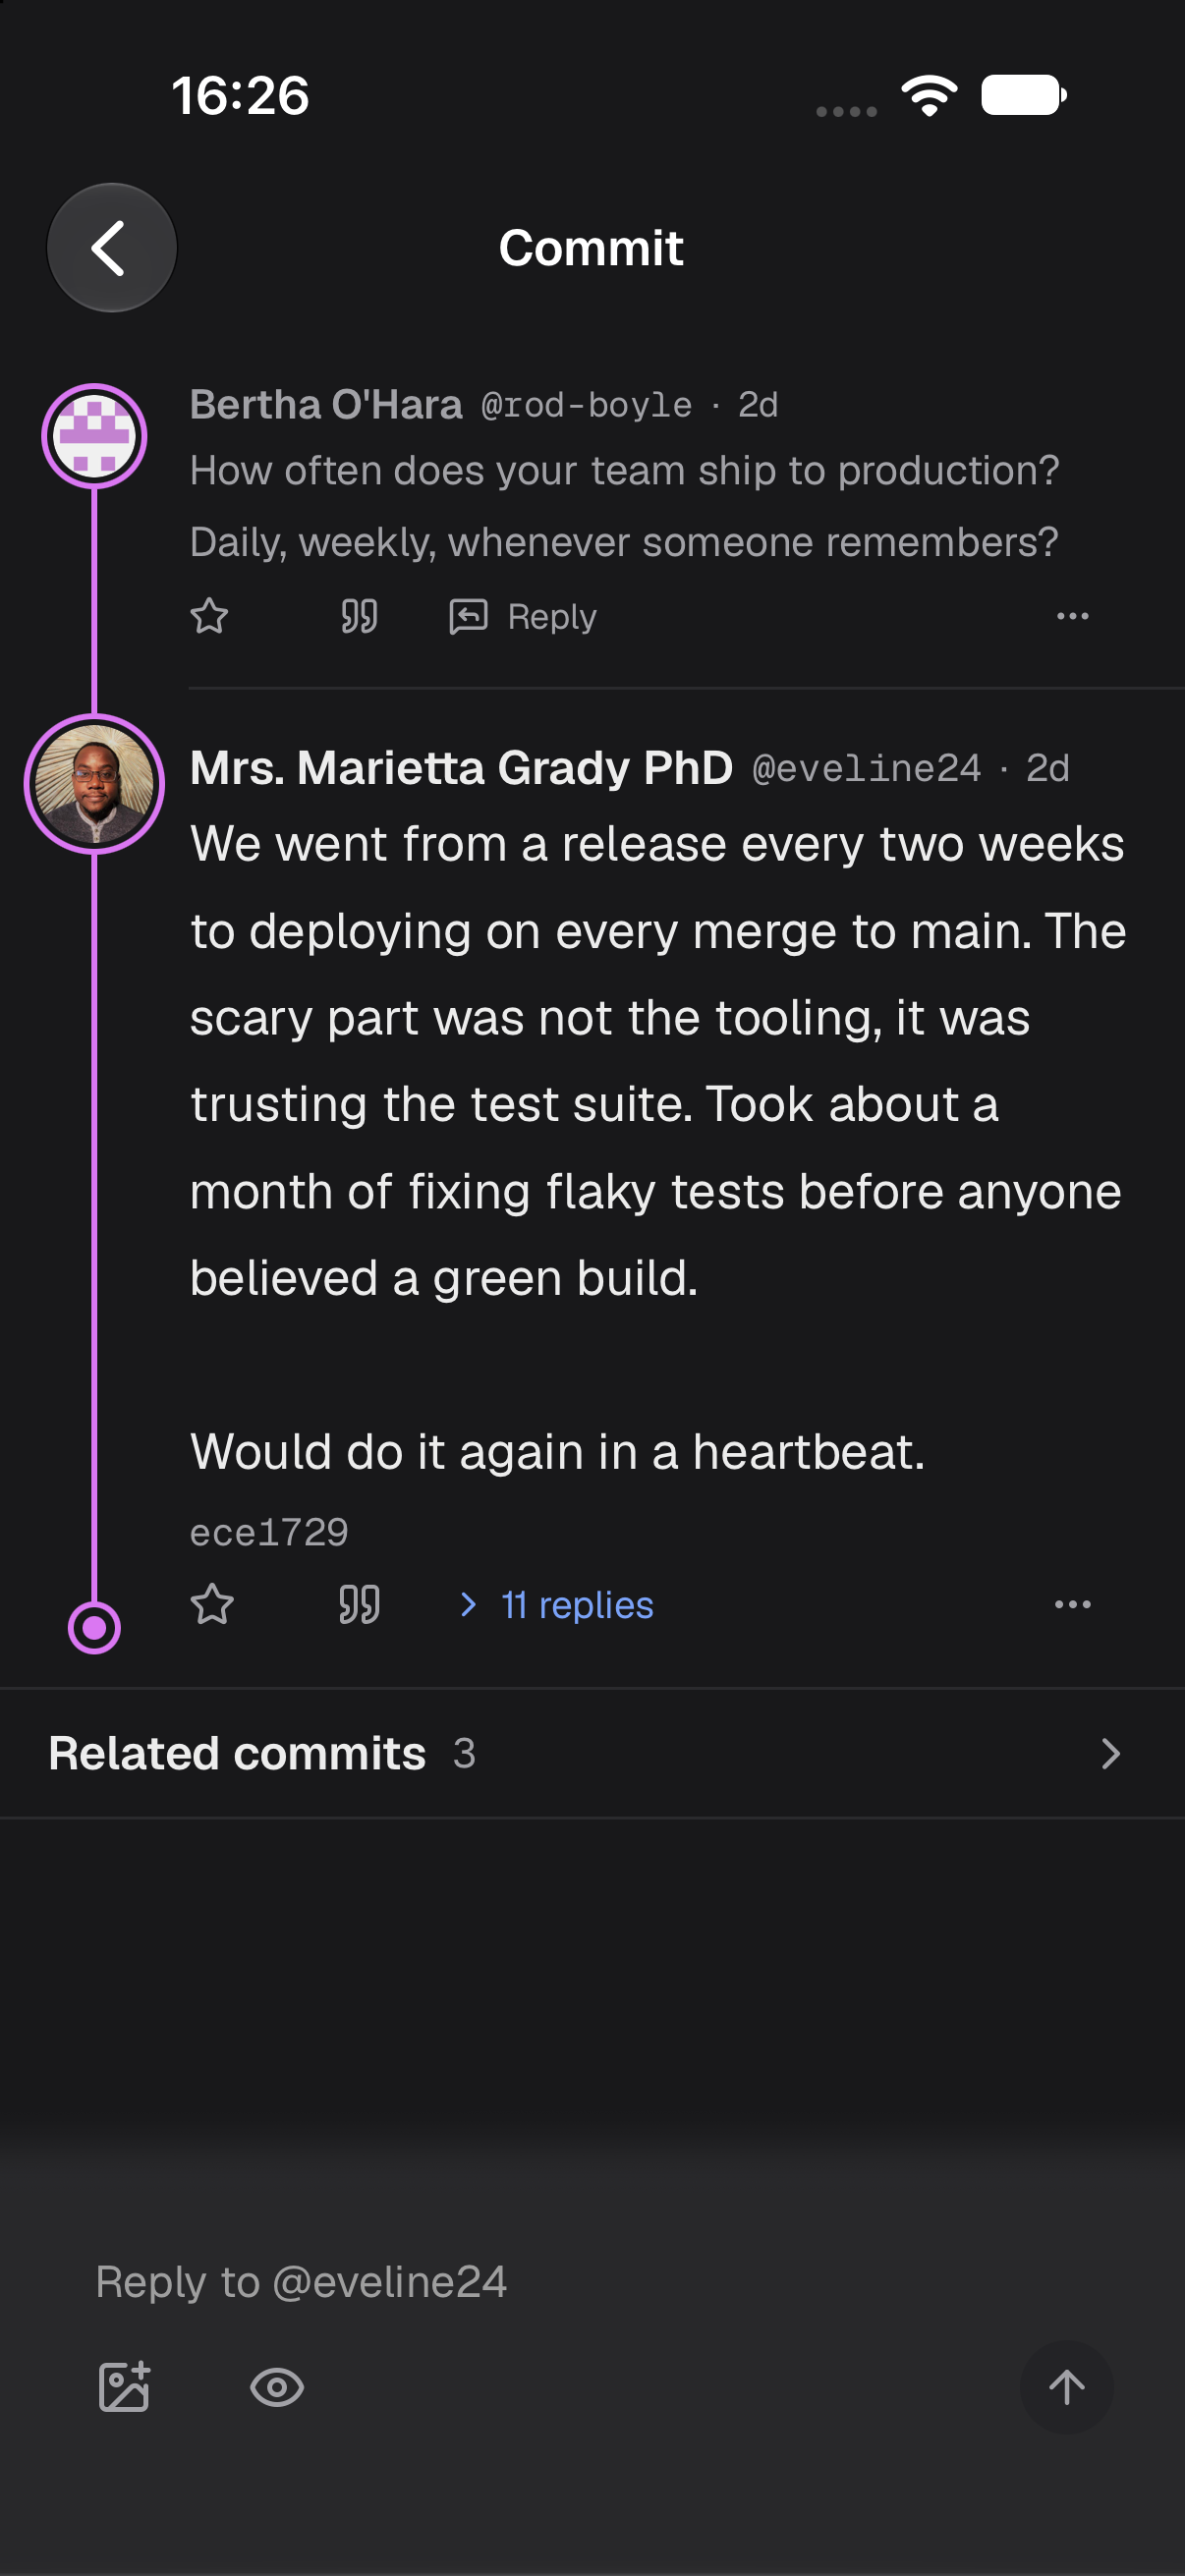 16:26
Commit
Bertha O'Hara @rod-boyle · 2d
How often does your team ship to production?
Daily, weekly, whenever someone remembers?
Reply
Mrs. Marietta Grady PhD @eveline24 · 2d
We went from a release every two weeks
to deploying on every merge to main. The
scary part was not the tooling, it was
trusting the test suite. Took about a
month of fixing flaky tests before anyone
believed a green build.
Would do it again in a heartbeat.
ece1729
11 replies
Related commits 3
Reply to @eveline24